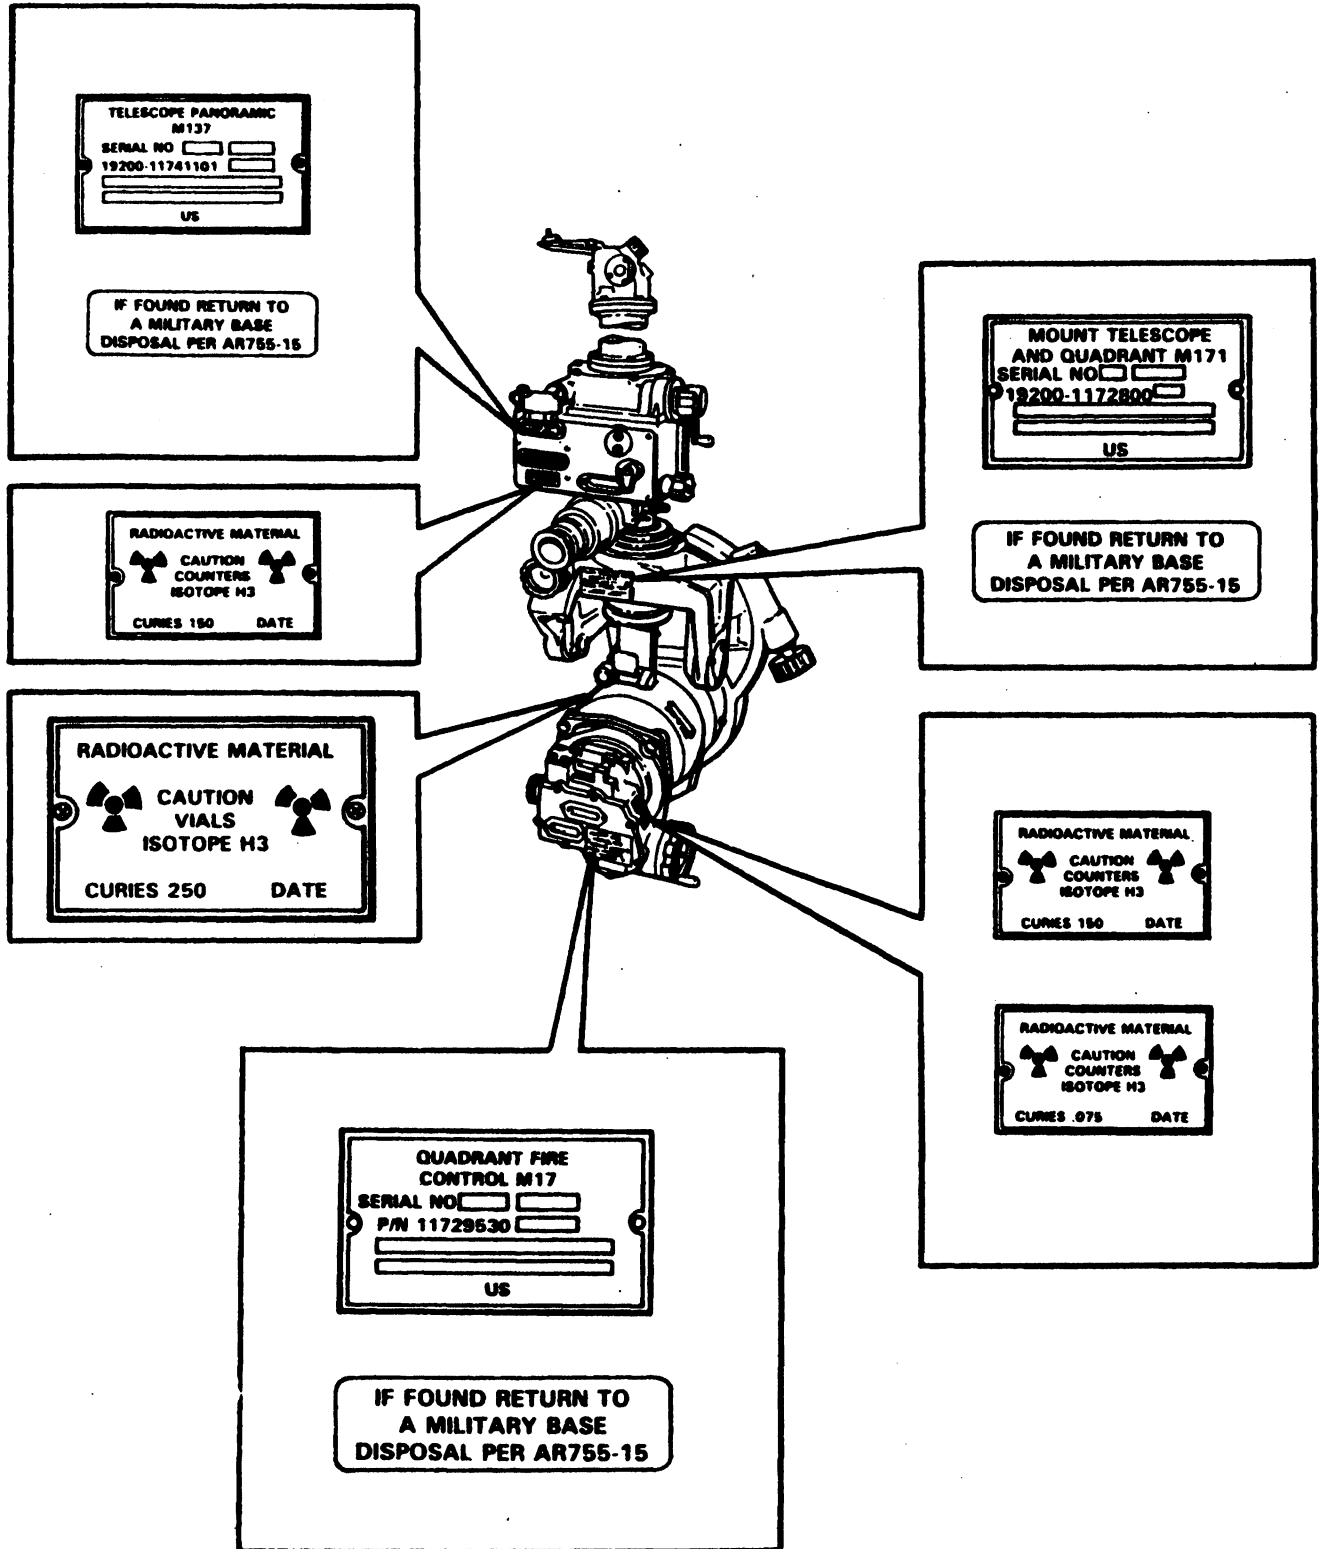 TELESCOPE PANORAMIC
M137
SERIAL NO
19200-11741101
US
IF FOUND RETURN TO
A MILITARY BASE
DISPOSAL PER AR755-15
RADIOACTIVE MATERIAL
CAUTION
COUNTERS
ISOTOPE H3
CURIES 150 DATE
RADIOACTIVE MATERIAL
CAUTION
VIALS
ISOTOPE H3
CURIES 250 DATE
MOUNT TELESCOPE
AND QUADRANT M171
SERIAL NO
19200-1172800
US
IF FOUND RETURN TO
A MILITARY BASE
DISPOSAL PER AR755-15
RADIOACTIVE MATERIAL
CAUTION
COUNTERS
ISOTOPE H3
CURIES 150 DATE
RADIOACTIVE MATERIAL
CAUTION
COUNTERS
ISOTOPE H3
CURIES .075 DATE
QUADRANT FIRE
CONTROL M17
SERIAL NO
P/N 11729530
US
IF FOUND RETURN TO
A MILITARY BASE
DISPOSAL PER AR755-15